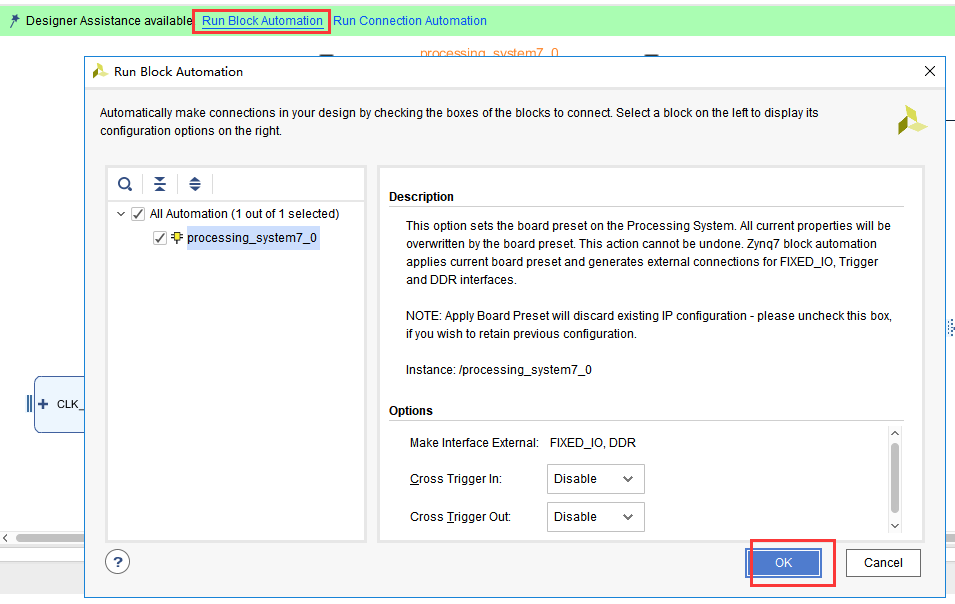 Designer Assistance available Run Block Automation Run Connection Automation
processing_system7_0
Run Block Automation
Automatically make connections in your design by checking the boxes of the blocks to connect. Select a block on the left to display its
configuration options on the right.
All Automation (1 out of 1 selected)
processing_system7_0
Description
This option sets the board preset on the Processing System. All current properties will be
overwritten by the board preset. This action cannot be undone. Zynq7 block automation
applies current board preset and generates external connections for FIXED_IO, Trigger
and DDR interfaces.
NOTE: Apply Board Preset will discard existing IP configuration - please uncheck this box,
if you wish to retain previous configuration.
Instance: /processing_system7_0
Options
Make Interface External: FIXED_IO, DDR
Cross Trigger In: Disable
Cross Trigger Out: Disable
CLK_
?
OK
Cancel